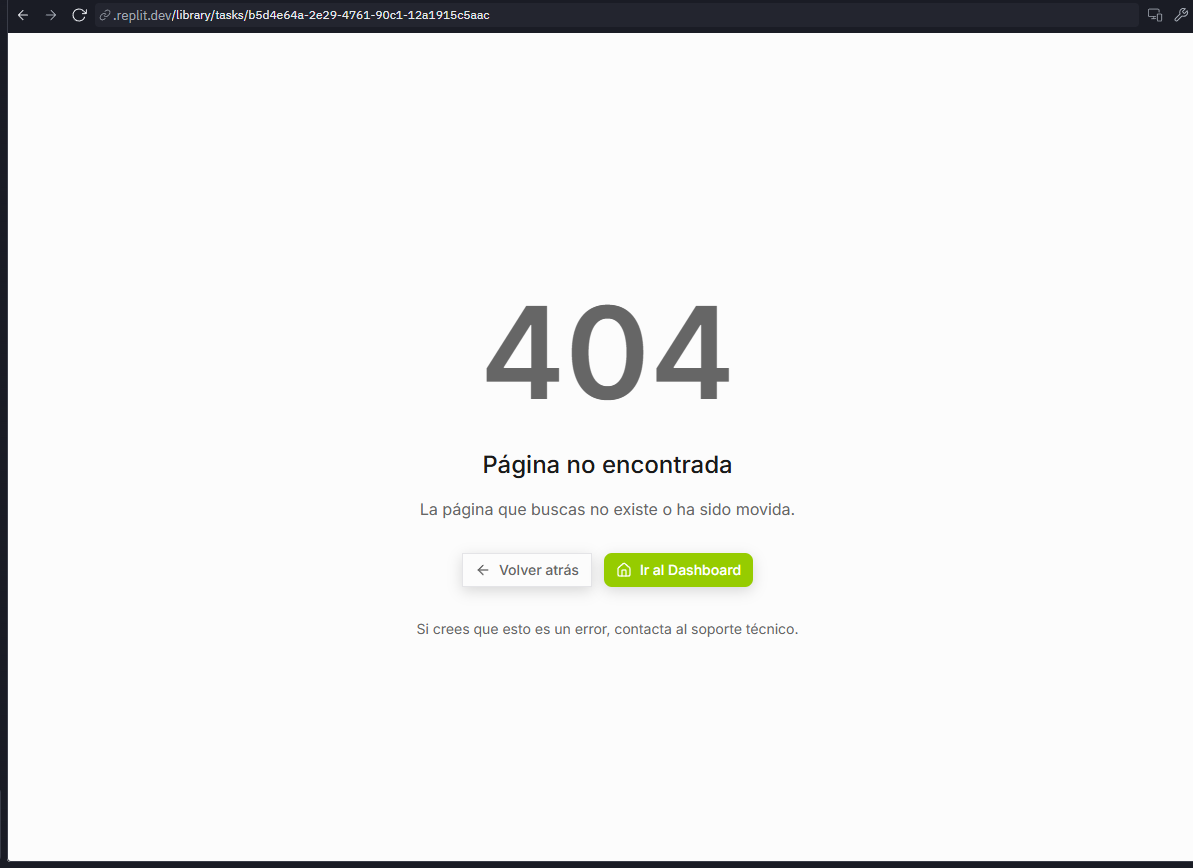 .replit.dev/library/tasks/b5d4e64a-2e29-4761-90c1-12a1915c5aac
404
Página no encontrada
La página que buscas no existe o ha sido movida.
Volver atrás
Ir al Dashboard
Si crees que esto es un error, contacta al soporte técnico.